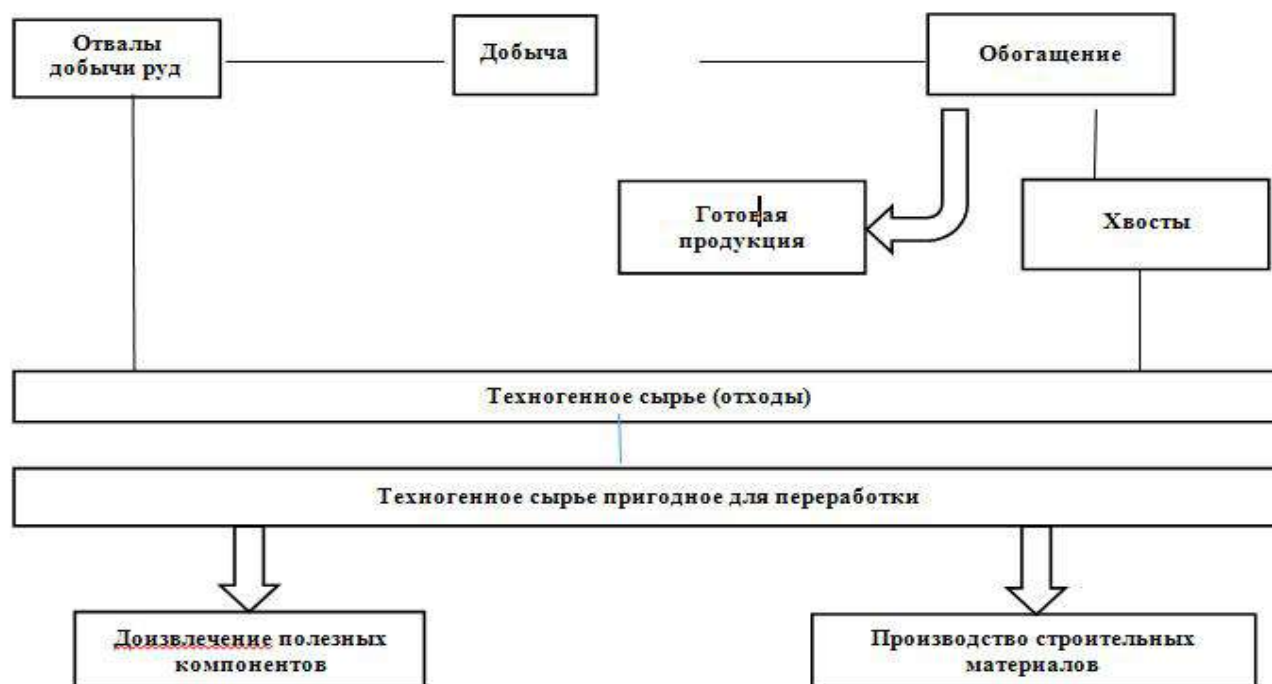 Отвалы
добычи руд
Добыча
Обогащение
Готовая
продукция
Хвосты
Техногенное сырье (отходы)
Техногенное сырье пригодное для переработки
Доизвлечение полезных
компонентов
Производство строительных
материалов